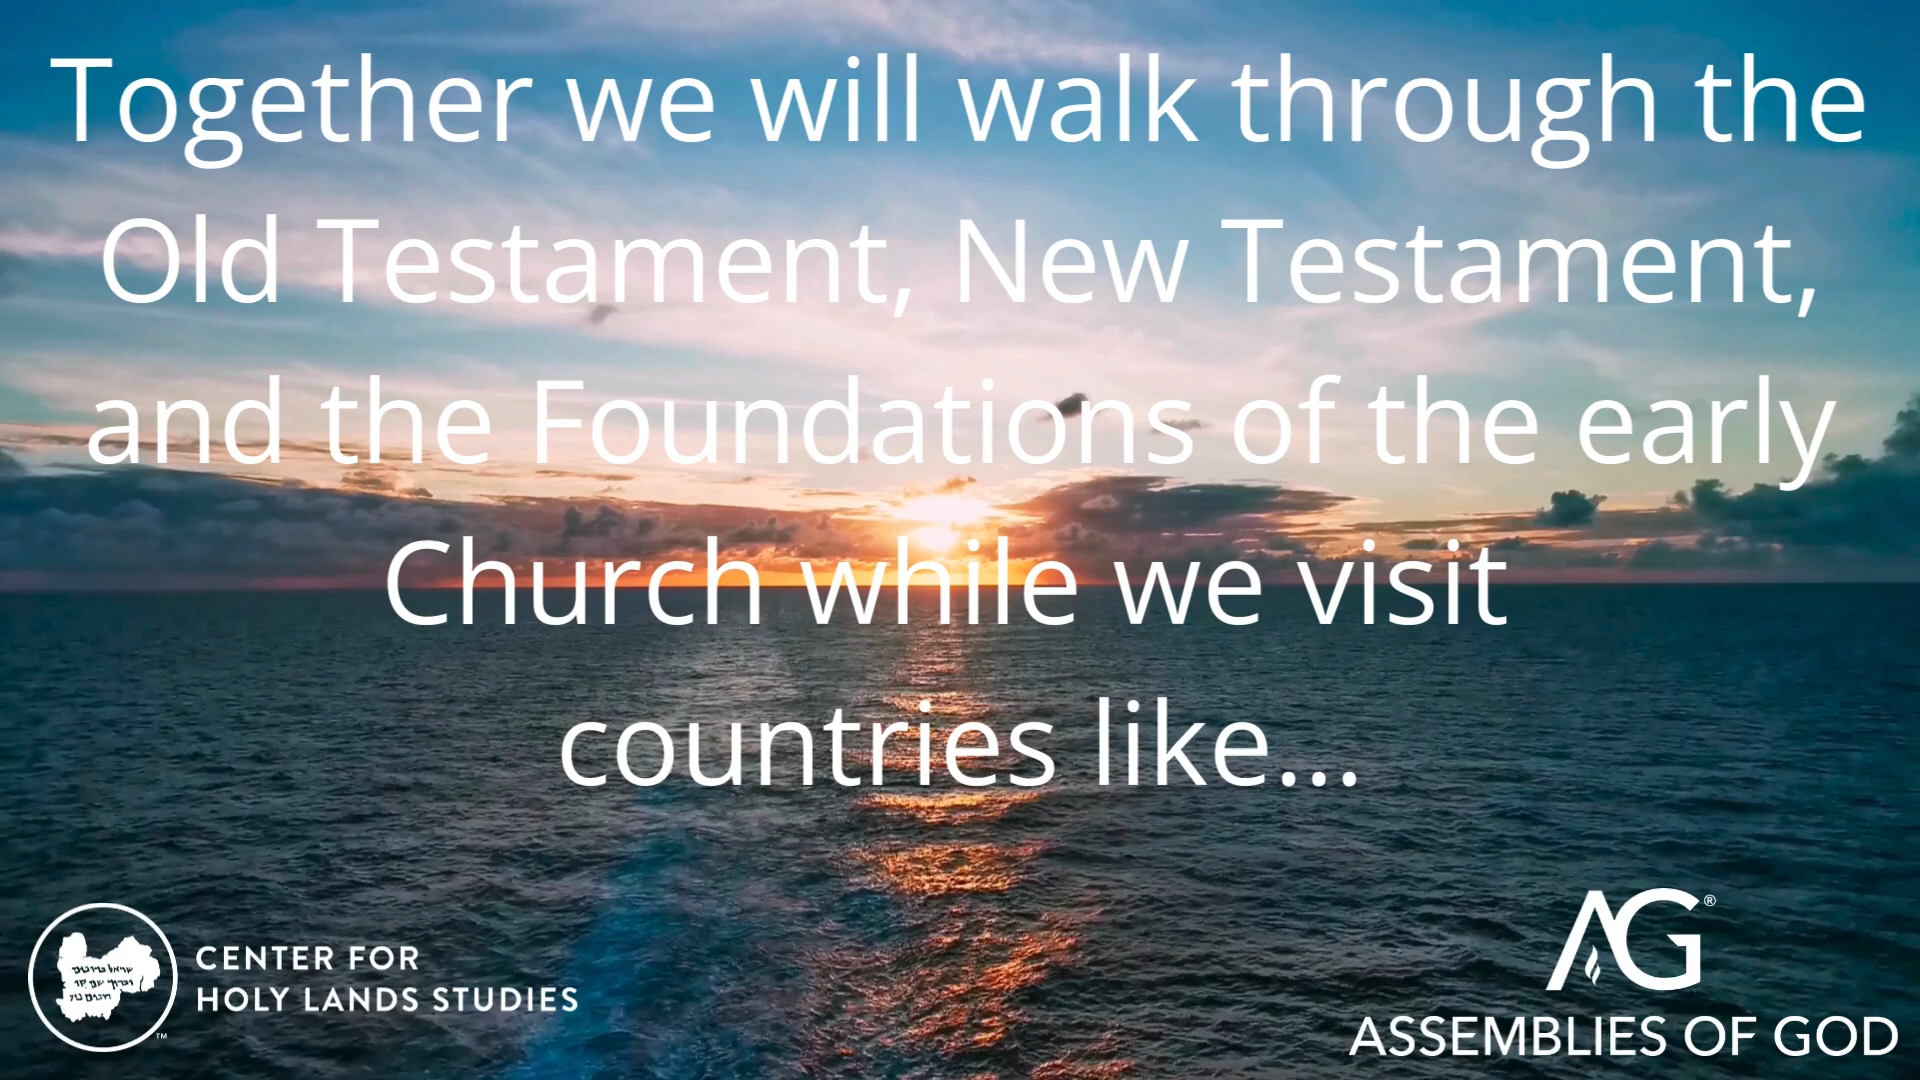 Together we will walk through the
Old Testament, New Testament,
and the Foundations of the early
Church while we visit
countries like...
CENTER FOR
HOLY LANDS STUDIES
TM
AG®
ASSEMBLIES OF GOD